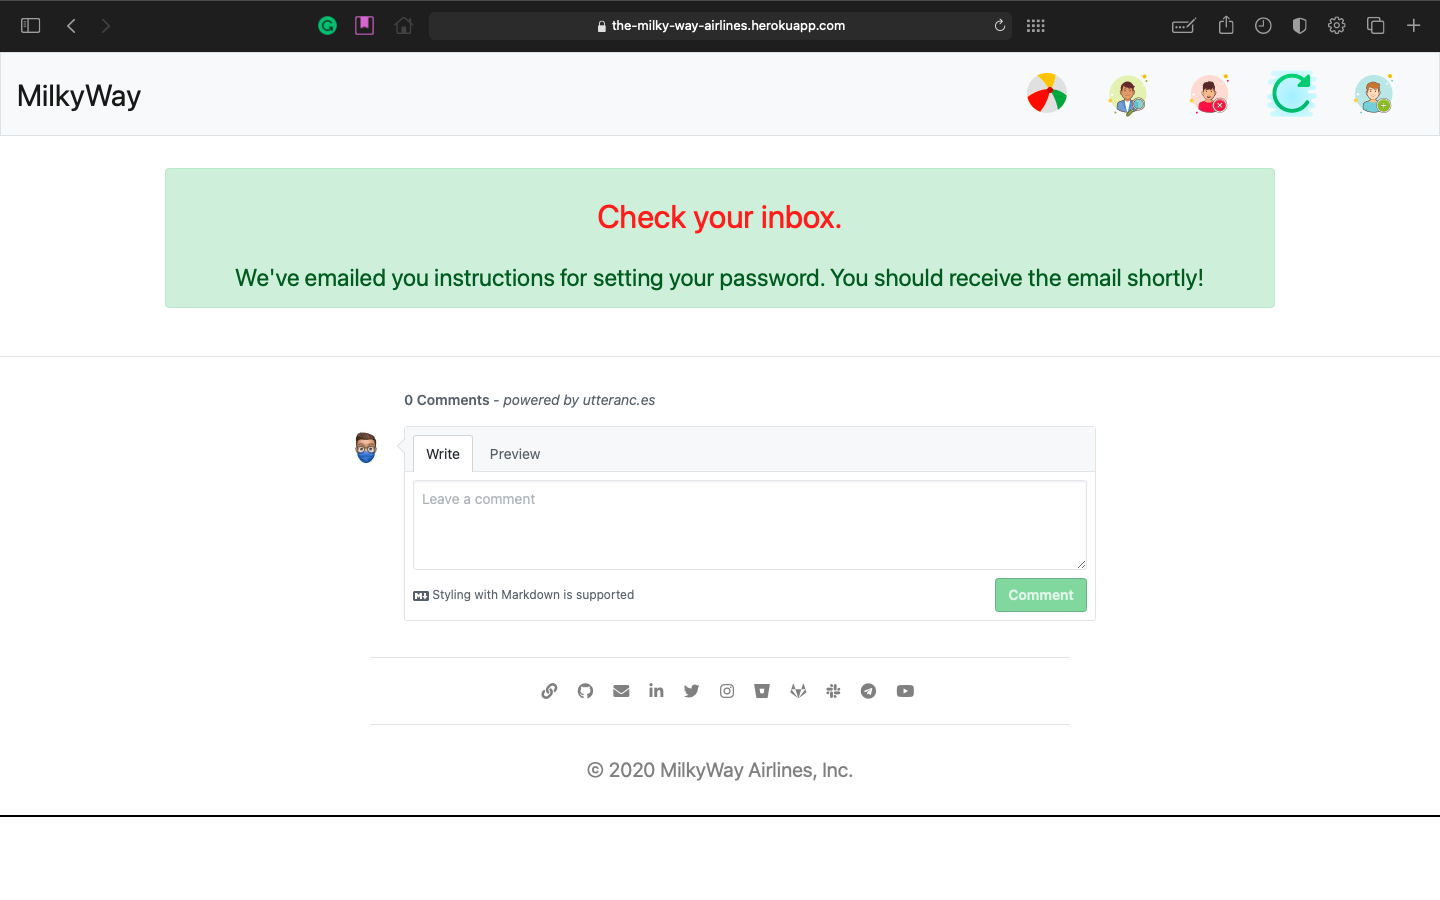 the-milky-way-airlines.herokuapp.com
MilkyWay
Check your inbox.
We've emailed you instructions for setting your password. You should receive the email shortly!
0 Comments - powered by utteranc.es
Write Preview
Leave a comment
Styling with Markdown is supported
Comment
© 2020 MilkyWay Airlines, Inc.